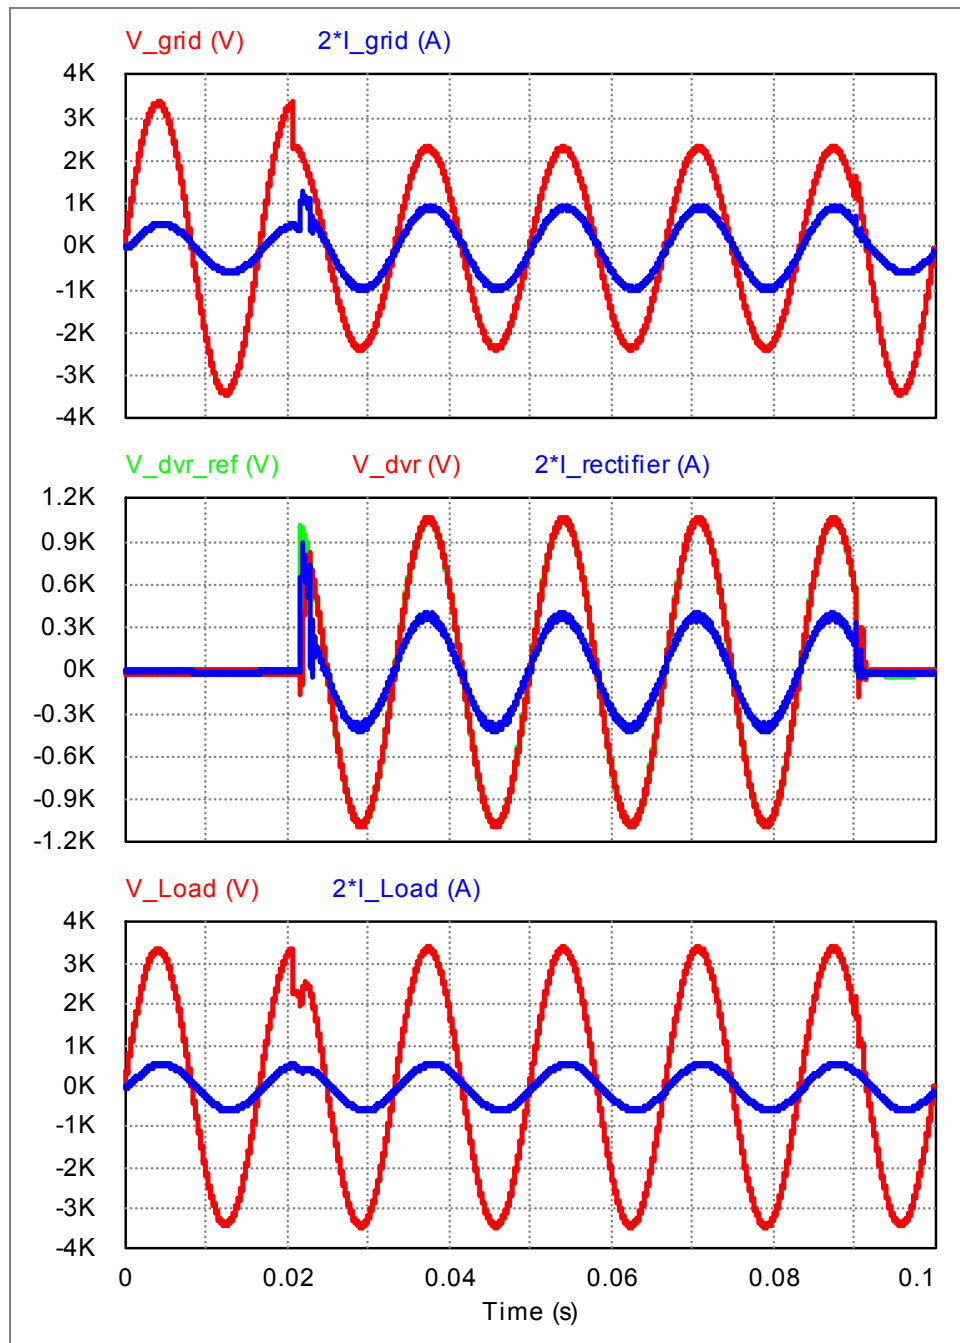 V_grid (V) 2*I_grid (A)
4K
3K
2K
1K
0K
-1K
-2K
-3K
-4K
V_dvr_ref (V) V_dvr (V) 2*I_rectifier (A)
1.2K
0.9K
0.6K
0.3K
0K
-0.3K
-0.6K
-0.9K
-1.2K
V_Load (V) 2*I_Load (A)
4K
3K
2K
1K
0K
-1K
-2K
-3K
-4K
0 0.02 0.04 0.06 0.08 0.1
Time (s)